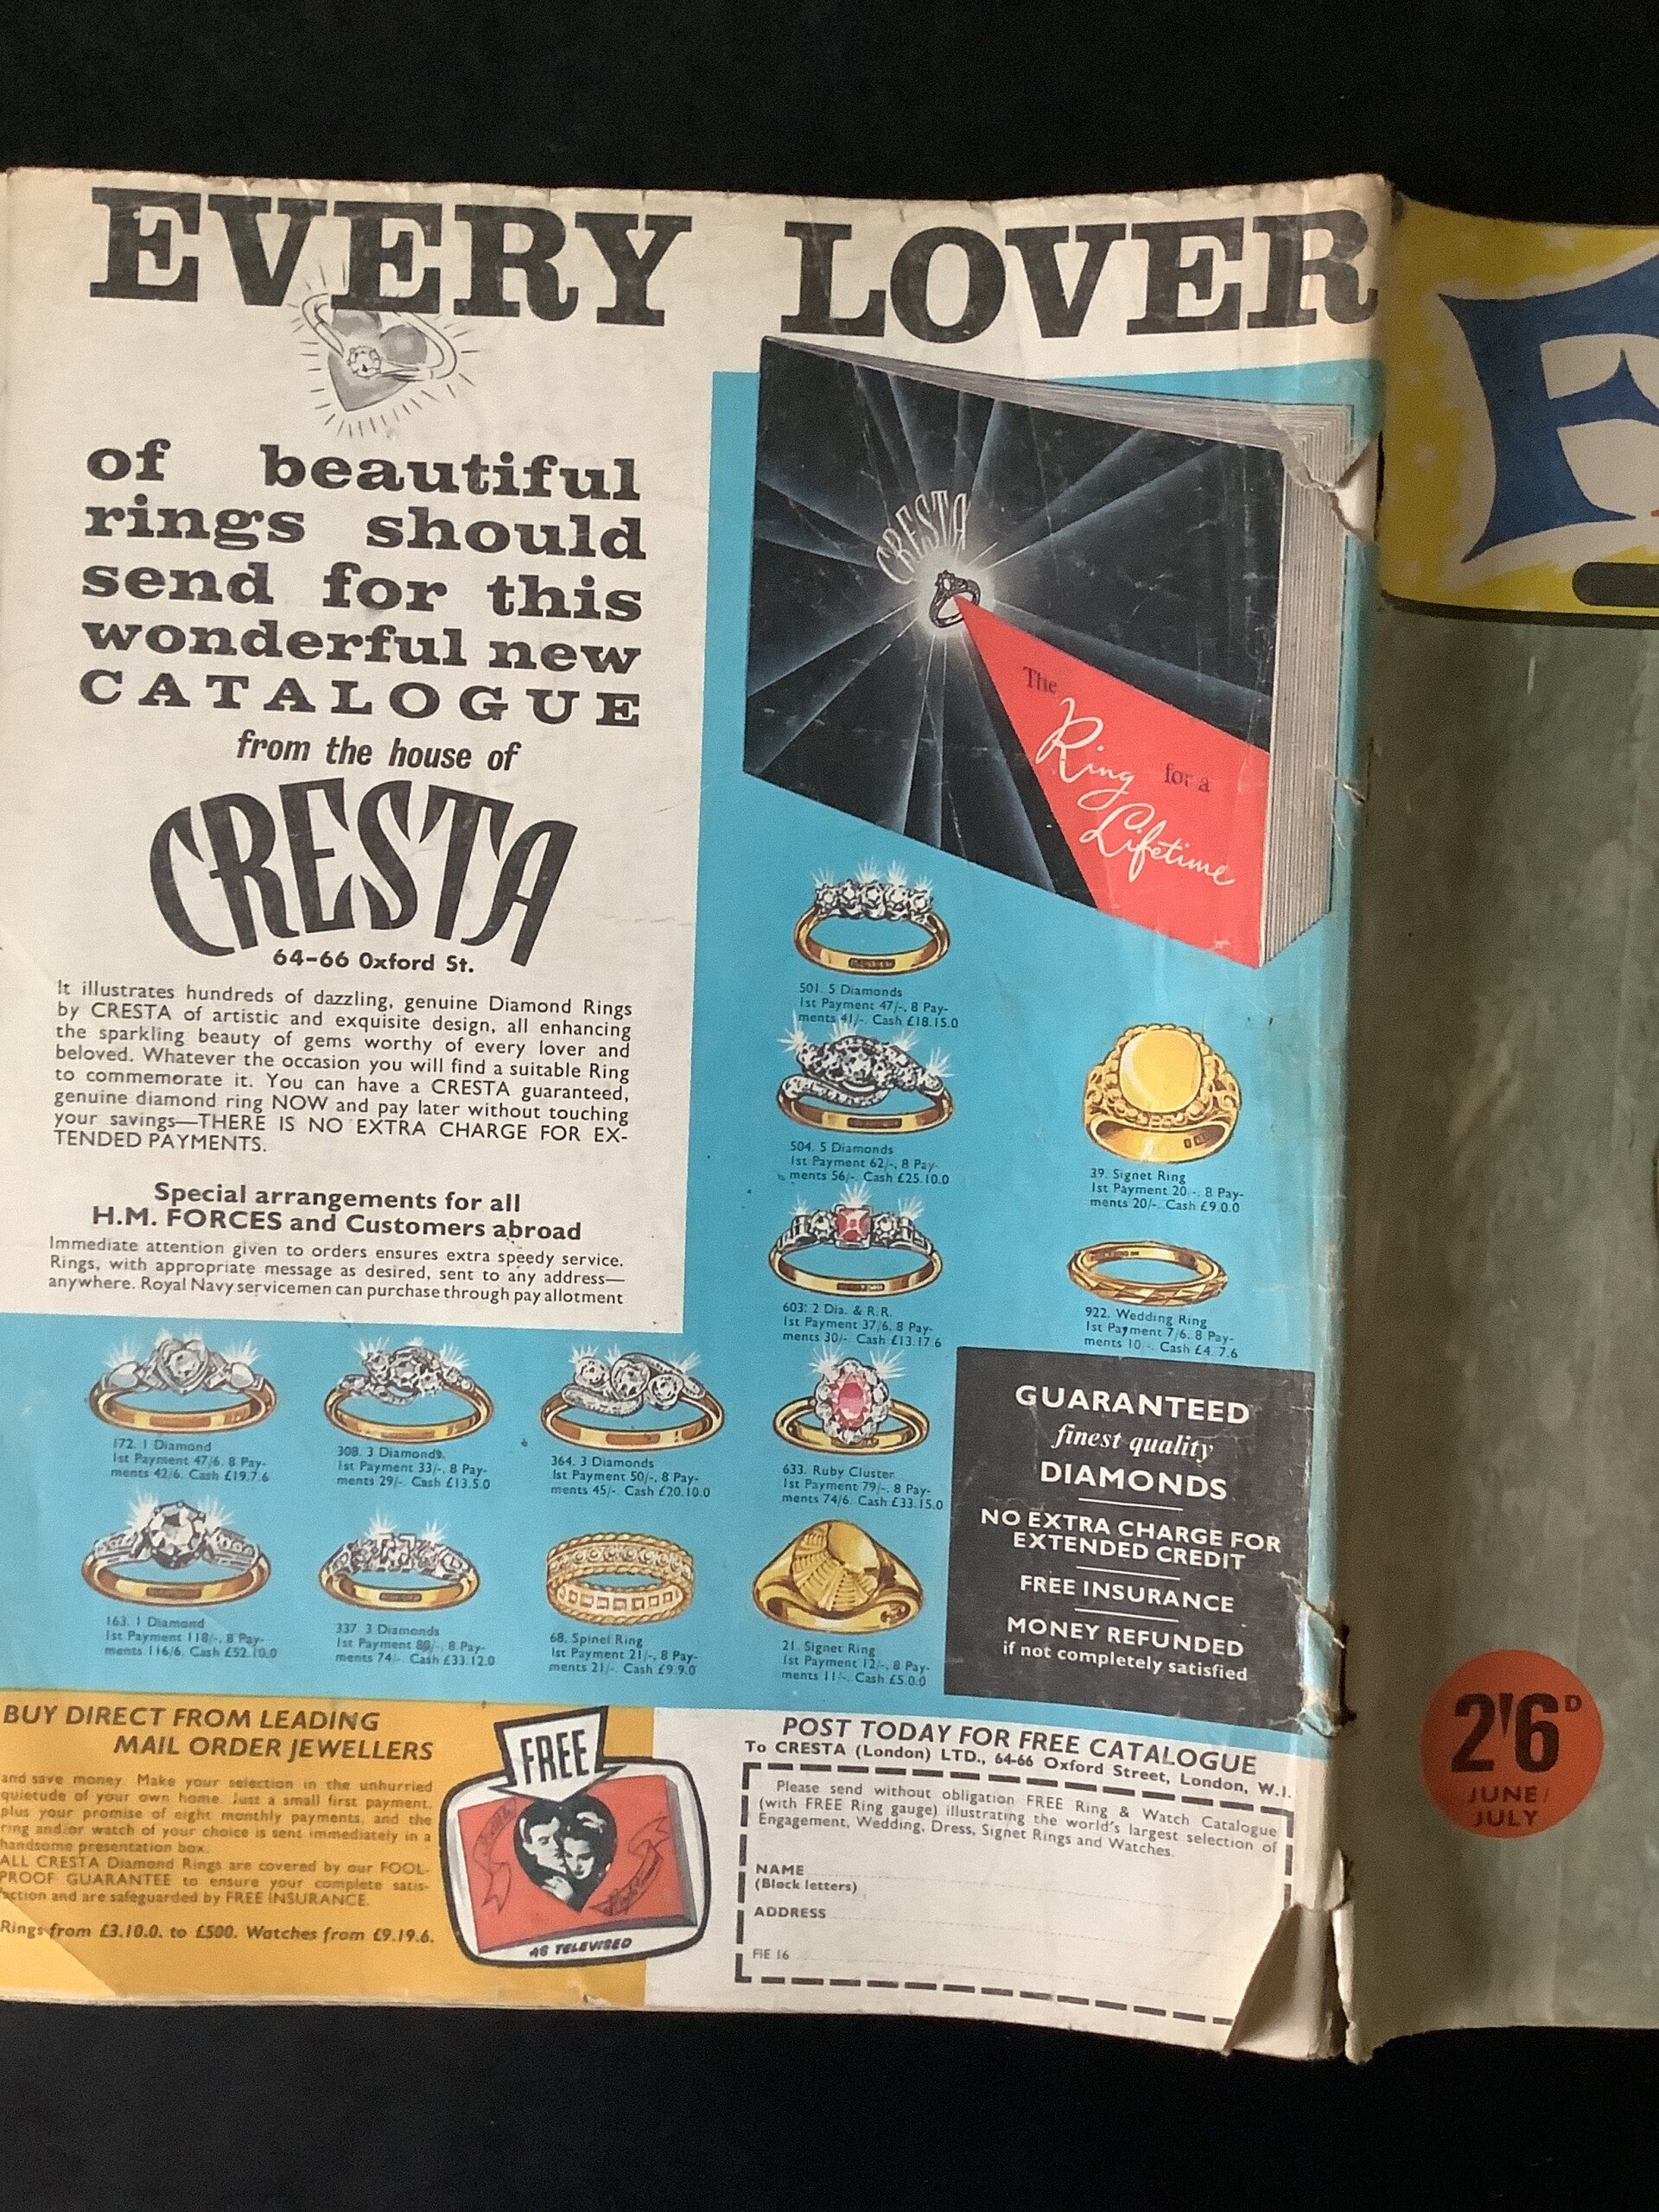 EVERY LOVER
of beautiful
rings should
send for this
wonderful new
CATALOGUE
from the house of
CRESTA
64-66 Oxford St.
It illustrates hundreds of dazzling, genuine Diamond Rings
by CRESTA of artistic and exquisite design, all enhancing
the sparkling beauty of gems worthy of every lover and
beloved. Whatever the occasion you will find a suitable Ring
to commemorate it. You can have a CRESTA guaranteed,
genuine diamond ring NOW and pay later without touching
your savings—THERE IS NO EXTRA CHARGE FOR EX-
TENDED PAYMENTS.
Special arrangements for all
H.M. FORCES and Customers abroad
Immediate attention given to orders ensures extra speedy service.
Rings, with appropriate message as desired, sent to any address—
anywhere. Royal Navy servicemen can purchase through pay allotment
CRESTA
The
Ring
for a
Lifetime
501. 5 Diamonds
1st Payment 47/-, 8 Pay-
ments 41/-. Cash £18.15.0
504. 5 Diamonds
1st Payment 62/-, 8 Pay-
ments 56/-. Cash £25.10.0
39. Signet Ring
1st Payment 20/-. 8 Pay-
ments 20/-. Cash £9.0.0
603: 2 Dia. & R.R.
1st Payment 37/6. 8 Pay-
ments 30/-. Cash £13.17.6
922. Wedding Ring
1st Payment 7/6. 8 Pay-
ments 10/-. Cash £4.7.6
172. 1 Diamond
1st Payment 47/6. 8 Pay-
ments 42/6. Cash £19.7.6
308. 3 Diamonds.
1st Payment 33/-, 8 Pay-
ments 29/-. Cash £13.5.0
364. 3 Diamonds
1st Payment 50/-, 8 Pay-
ments 45/-. Cash £20.10.0
633. Ruby Cluster
1st Payment 79/-. 8 Pay-
ments 74/6. Cash £33.15.0
163. 1 Diamond
1st Payment 118/-, 8 Pay-
ments 116/6. Cash £52.10.0
337. 3 Diamonds
1st Payment 80/-. 8 Pay-
ments 74/-. Cash £33.12.0
68. Spinel Ring
1st Payment 21/-, 8 Pay-
ments 21/-. Cash £9.9.0
21. Signet Ring
1st Payment 12/-, 8 Pay-
ments 11/-. Cash £5.0.0
GUARANTEED
finest quality
DIAMONDS
NO EXTRA CHARGE FOR
EXTENDED CREDIT
FREE INSURANCE
MONEY REFUNDED
if not completely satisfied
BUY DIRECT FROM LEADING
MAIL ORDER JEWELLERS
and save money. Make your selection in the unhurried
quietude of your own home. Just a small first payment,
plus your promise of eight monthly payments, and the
ring and/or watch of your choice is sent immediately in a
handsome presentation box.
ALL CRESTA Diamond Rings are covered by our FOOL-
PROOF GUARANTEE to ensure your complete satis-
faction and are safeguarded by FREE INSURANCE.
Rings from £3.10.0. to £500. Watches from £9.19.6.
FREE
AS TELEVISED
POST TODAY FOR FREE CATALOGUE
To CRESTA (London) LTD., 64-66 Oxford Street, London, W.1.
Please send without obligation FREE Ring & Watch Catalogue
(with FREE Ring gauge) illustrating the world's largest selection of
Engagement, Wedding, Dress, Signet Rings and Watches.
NAME
(Block letters)
ADDRESS
FIE 16
2'6D
JUNE/
JULY